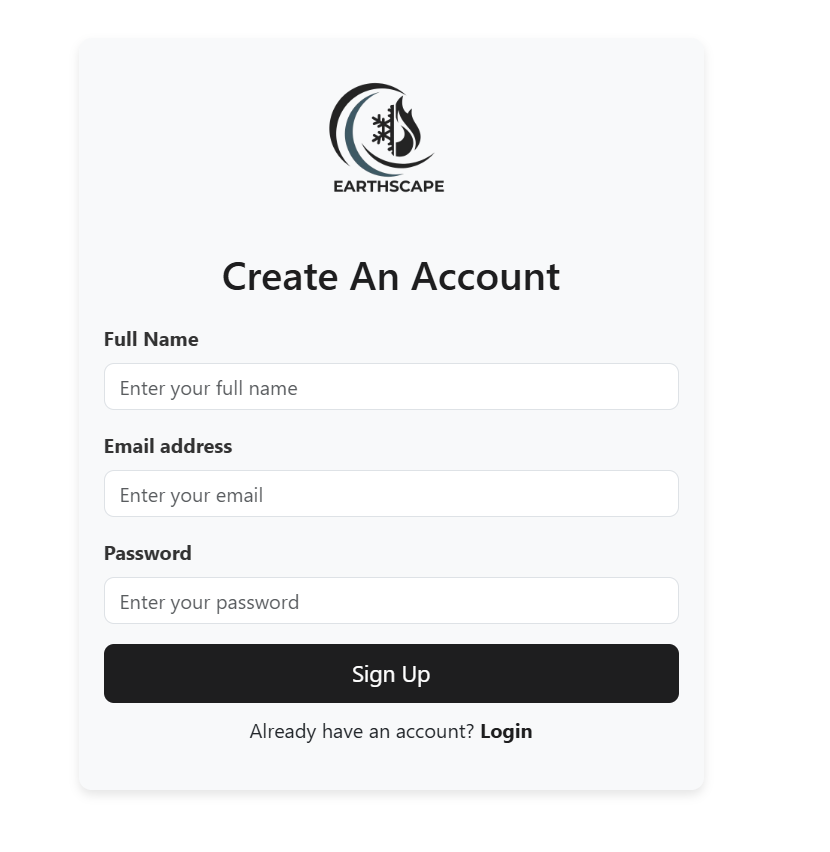 EARTHSCAPE
Create An Account
Full Name
Enter your full name
Email address
Enter your email
Password
Enter your password
Sign Up
Already have an account? Login